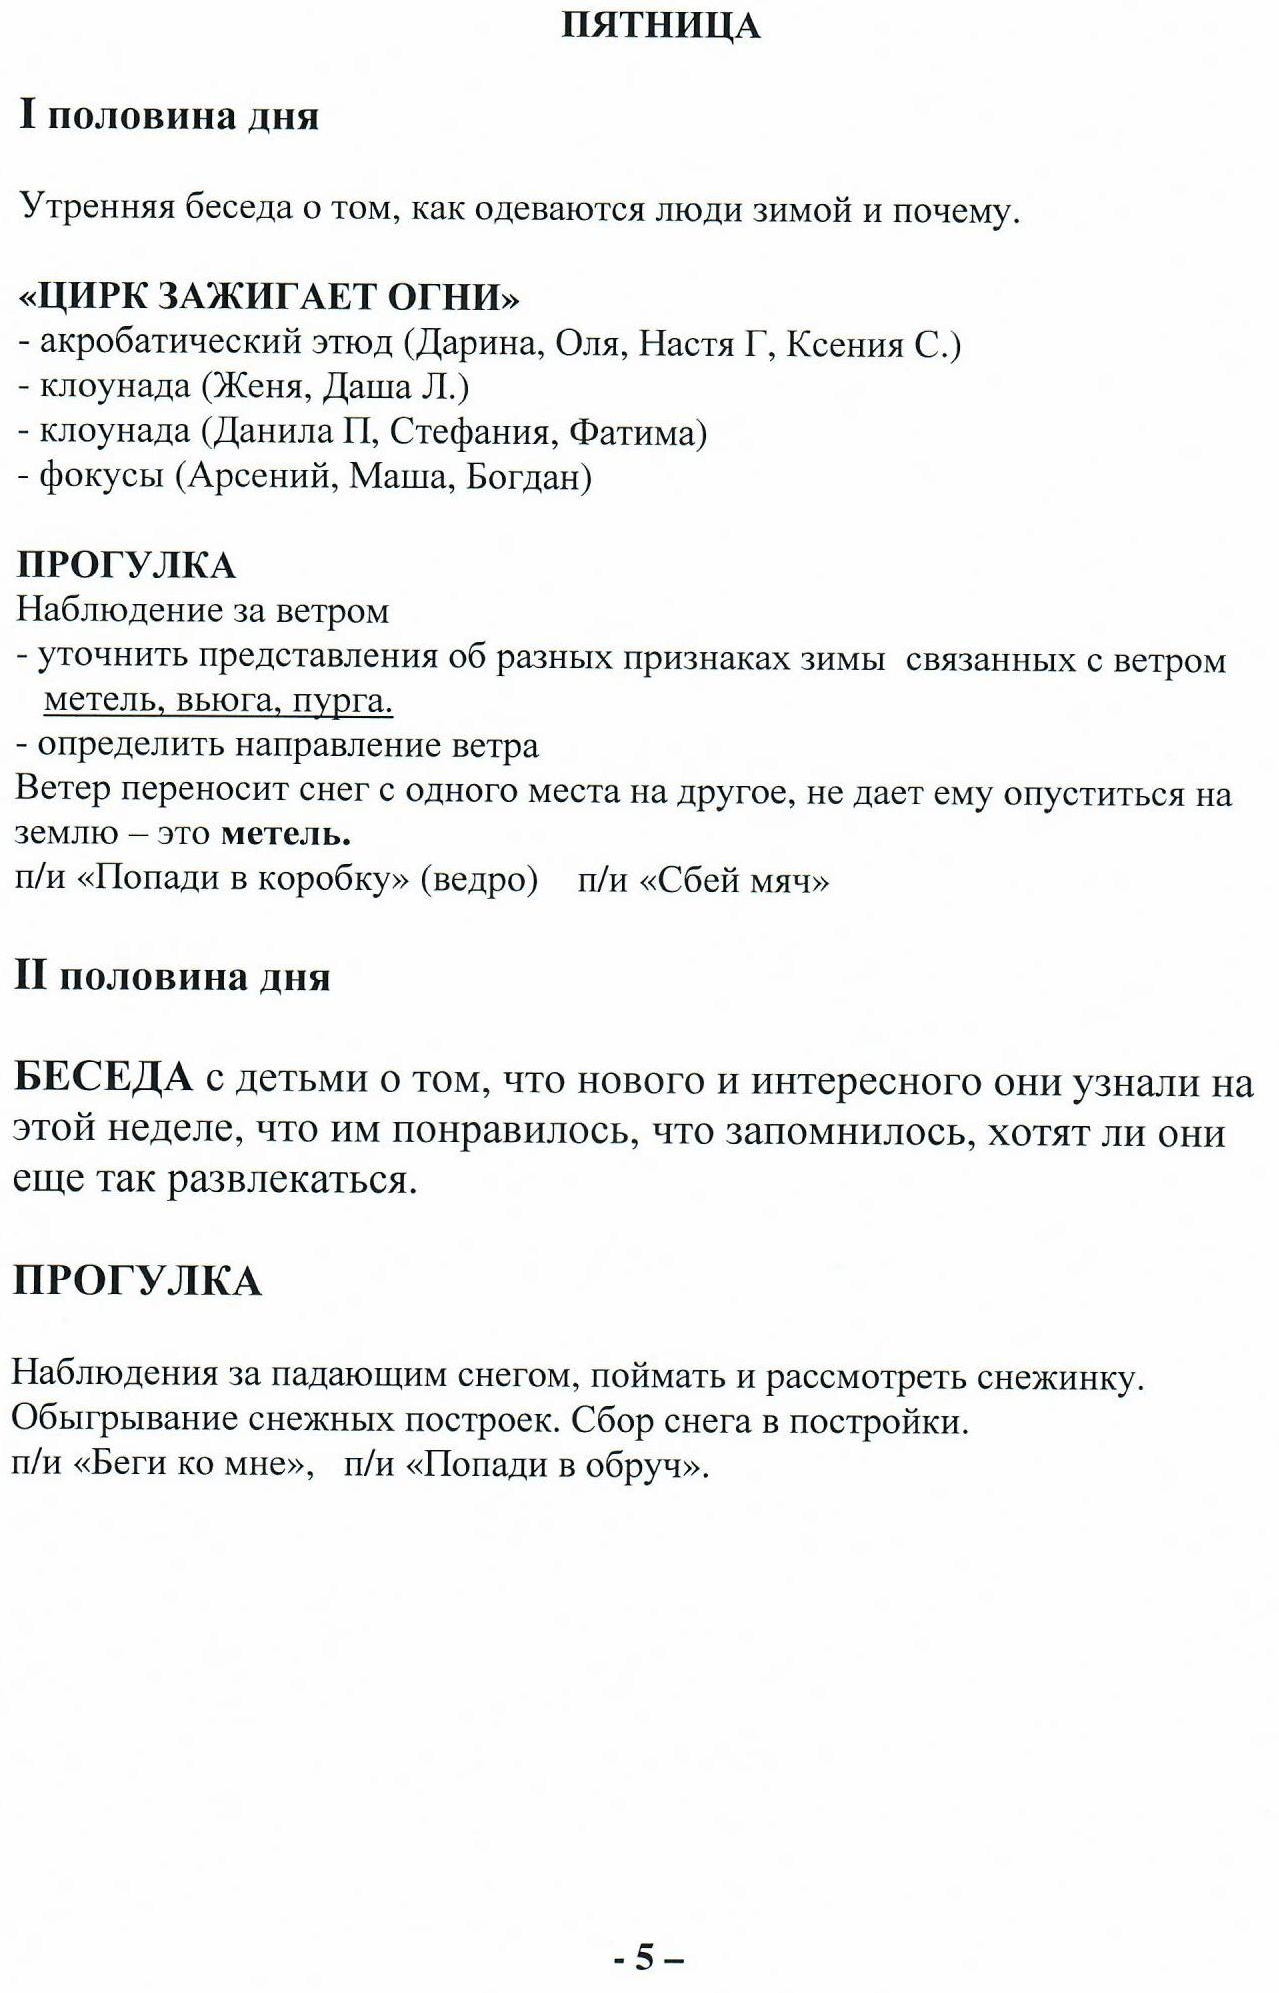 ПЯТНИЦА
I половина дня
Утренняя беседа о том, как одеваются люди зимой и почему.
«ЦИРК ЗАЖИГАЕТ ОГНИ»
- акробатический этюд (Дарина, Оля, Настя Г, Ксения С.)
- клоунада (Женя, Даша Л.)
- клоунада (Данила П, Стефания, Фатима)
- фокусы (Арсений, Маша, Богдан)
ПРОГУЛКА
Наблюдение за ветром
- уточнить представления об разных признаках зимы  связанных с ветром
метель, вьюга, пурга.
- определить направление ветра
Ветер переносит снег с одного места на другое, не дает ему опуститься на
землю – это метель.
п/и «Попади в коробку» (ведро)    п/и «Сбей мяч»
II половина дня
БЕСЕДА с детьми о том, что нового и интересного они узнали на
этой неделе, что им понравилось, что запомнилось, хотят ли они
еще так развлекаться.
ПРОГУЛКА
Наблюдения за падающим снегом, поймать и рассмотреть снежинку.
Обыгрывание снежных построек. Сбор снега в постройки.
п/и «Беги ко мне»,   п/и «Попади в обруч».
- 5 –